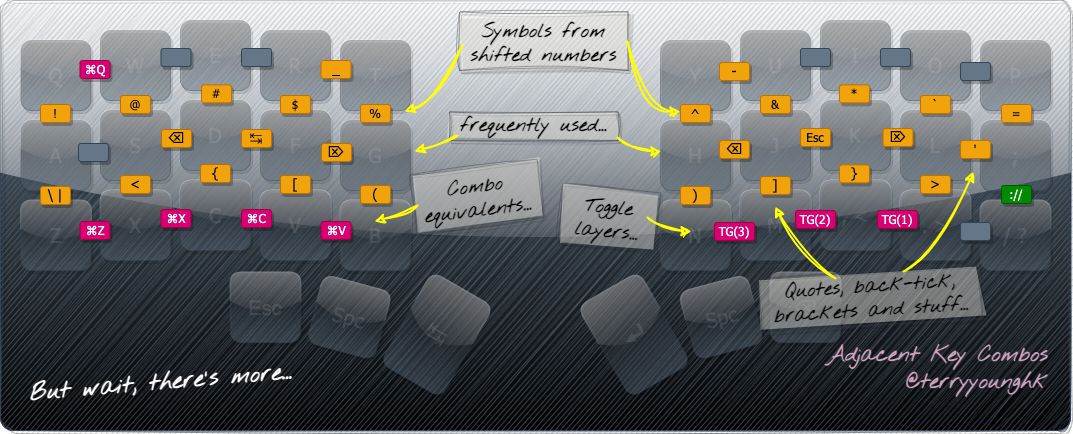 Symbols from
shifted numbers
Q ⌘Q W E R Y - U I O P
! @ # $ _ % ^ & * ` =
frequently used...
A S ⌫ D ↹ F ⌦ G H ⌫ J Esc K ⌦ L ' ;
\| < { [ ( ) ] } > ://
Combo
equivalents...
Toggle
layers...
Z ⌘Z X ⌘X C ⌘C V ⌘V B N TG(3) M TG(2) TG(1) . / ?
Quotes, back-tick,
brackets and stuff...
Esc Spc ↹ ↵ Spc
Adjacent Key Combos
@terryyounghk
But wait, there's more...